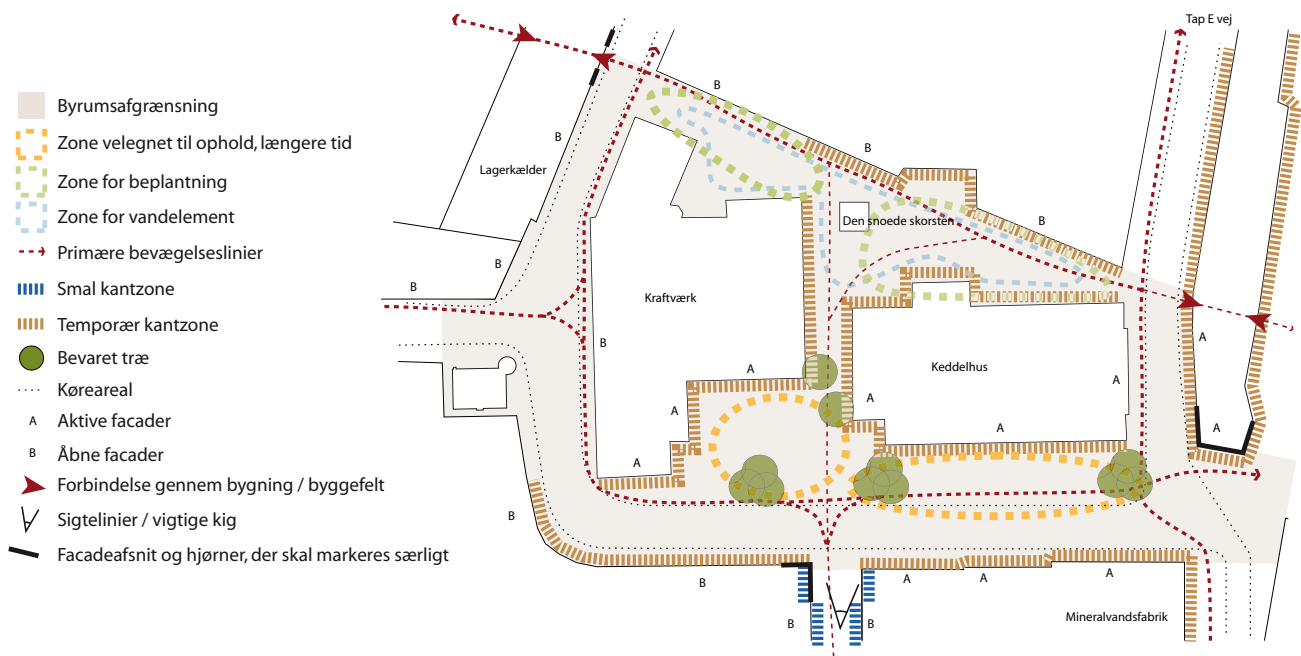 Byrumsafgrænsning
Zone velegnet til ophold, længere tid
Zone for beplantning
Zone for vandelement
Primære bevægelseslinier
Smal kantzone
Temporær kantzone
Bevaret træ
Køreareal
A Aktive facader
B Åbne facader
Forbindelse gennem bygning / byggefelt
Sigtelinier / vigtige kig
Facadeafsnit og hjørner, der skal markeres særligt
Tap E vej
B
B
B
Lagerkælder
B
Den snoede skorsten
B
B
B
Kraftværk
B
A
Keddelhus
A
A
A
A
A
A
A
A
B
B
A
A
A
Mineralvandsfabrik
B
B